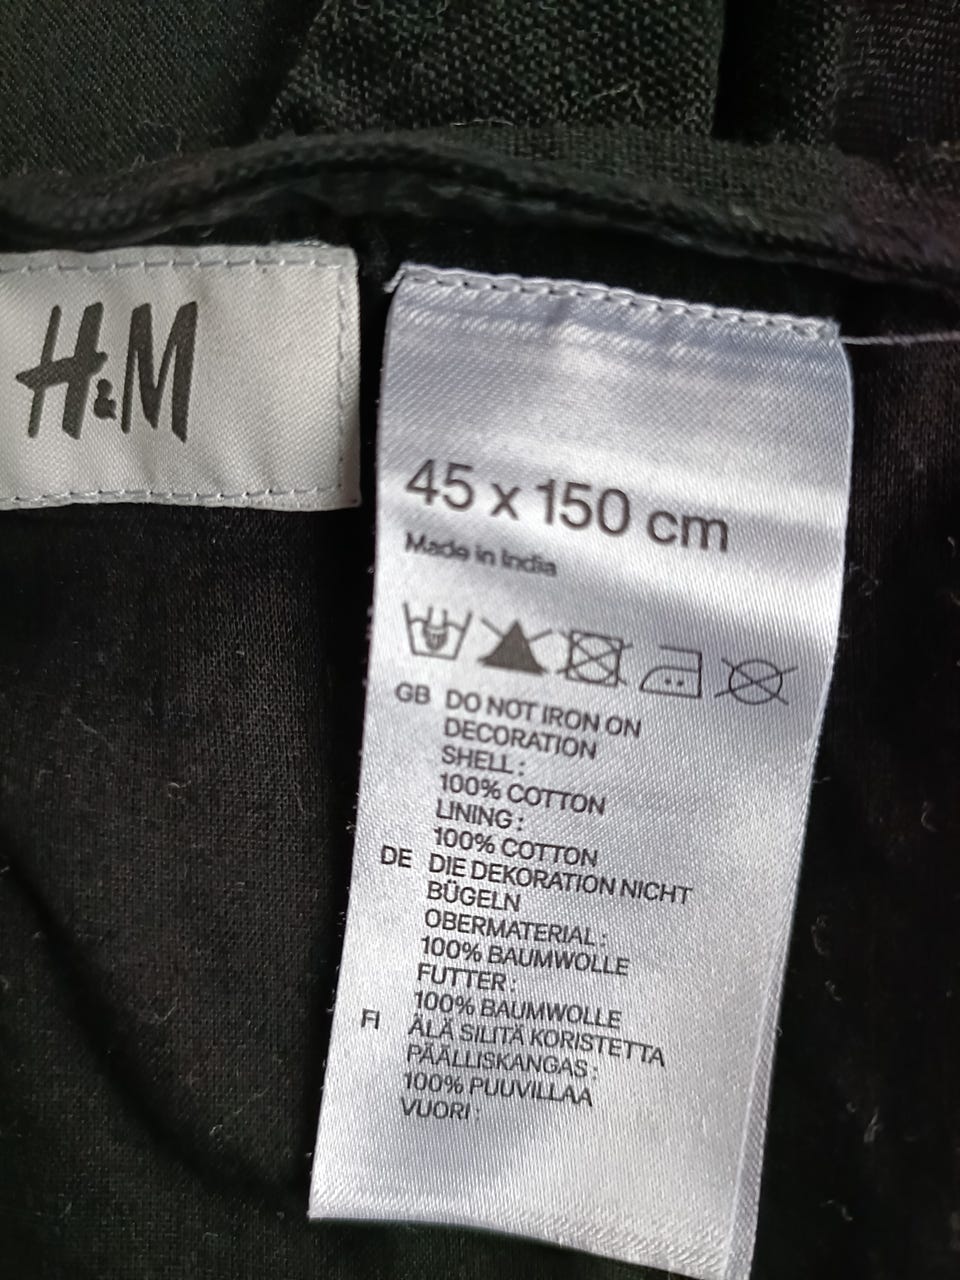 H&M
45 x 150 cm
Made in India
GB DO NOT IRON ON
DECORATION
SHELL :
100% COTTON
LINING :
100% COTTON
DE DIE DEKORATION NICHT
BÜGELN
OBERMATERIAL :
100% BAUMWOLLE
FUTTER :
100% BAUMWOLLE
FI ÄLÄ SILITÄ KORISTETTA
PÄÄLLISKANGAS :
100% PUUVILLAA
VUORI :